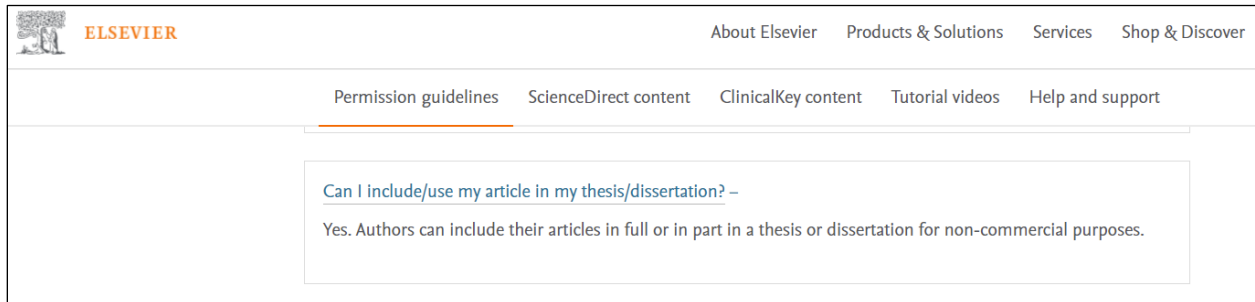 ELSEVIER
About Elsevier Products & Solutions Services Shop & Discover
Permission guidelines ScienceDirect content ClinicalKey content Tutorial videos Help and support
Can I include/use my article in my thesis/dissertation? –
Yes. Authors can include their articles in full or in part in a thesis or dissertation for non-commercial purposes.